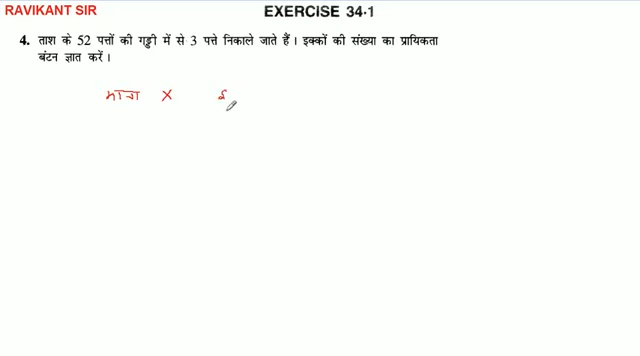 RAVIKANT SIR
EXERCISE 34·1
4. ताश के 52 पत्तों की गड्डी में से 3 पत्ते निकाले जाते हैं। इक्कों की संख्या का प्रायिकता
बंटन ज्ञात करें।
माना X